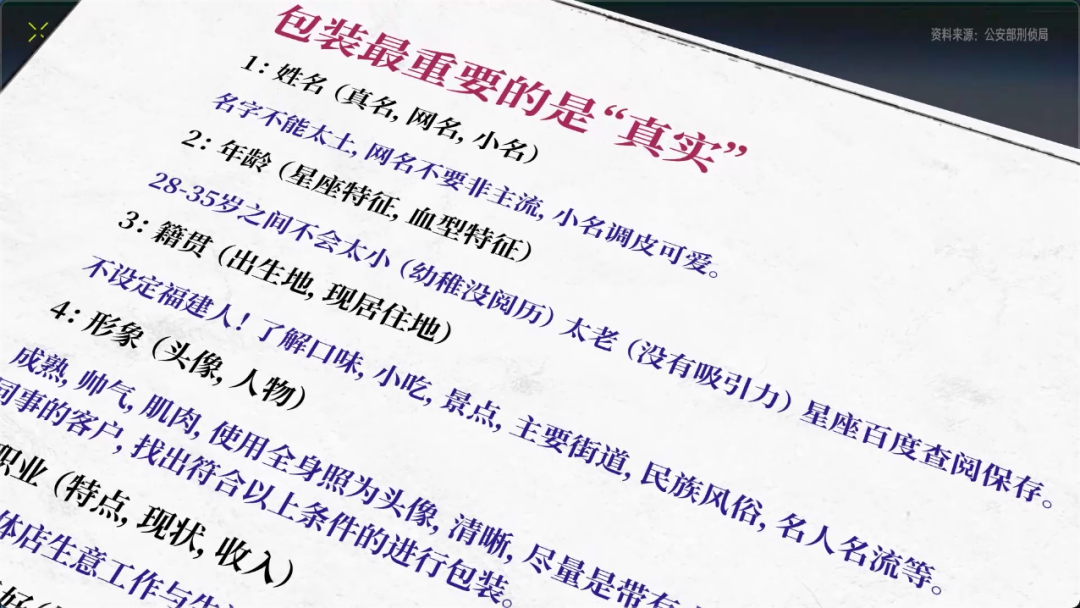 资料来源：公安部刑侦局
包装最重要的是“真实”
1：姓名（真名，网名，小名）
名字不能太土，网名不要非主流，小名调皮可爱。
2：年龄（星座特征，血型特征）
28-35岁之间不会太小（幼稚没阅历）太老（没有吸引力）星座百度查阅保存。
3：籍贯（出生地，现居住地）
不设定福建人！了解口味，小吃，景点，主要街道，民族风俗，名人名流等。
4：形象（头像，人物）
成熟，帅气，肌肉，使用全身照为头像，清晰，尽量是带有
同事的客户，找出符合以上条件的进行包装。
职业（特点，现状，收入）
体店生意工作与生
好（